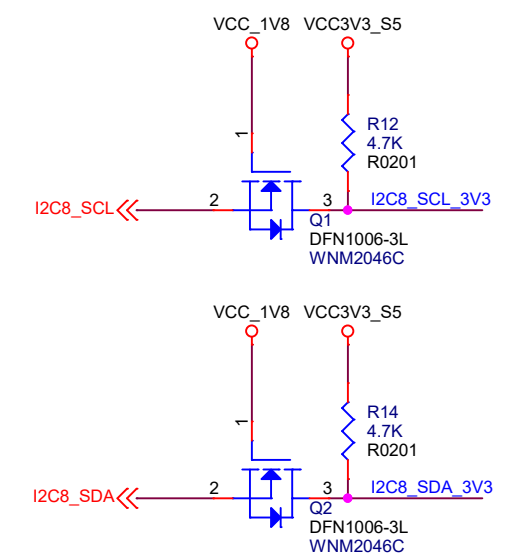 VCC_1V8 VCC3V3_S5
1
R12
4.7K
R0201
I2C8_SCL 2 3 I2C8_SCL_3V3
Q1
DFN1006-3L
WNM2046C
VCC_1V8 VCC3V3_S5
1
R14
4.7K
R0201
I2C8_SDA 2 3 I2C8_SDA_3V3
Q2
DFN1006-3L
WNM2046C